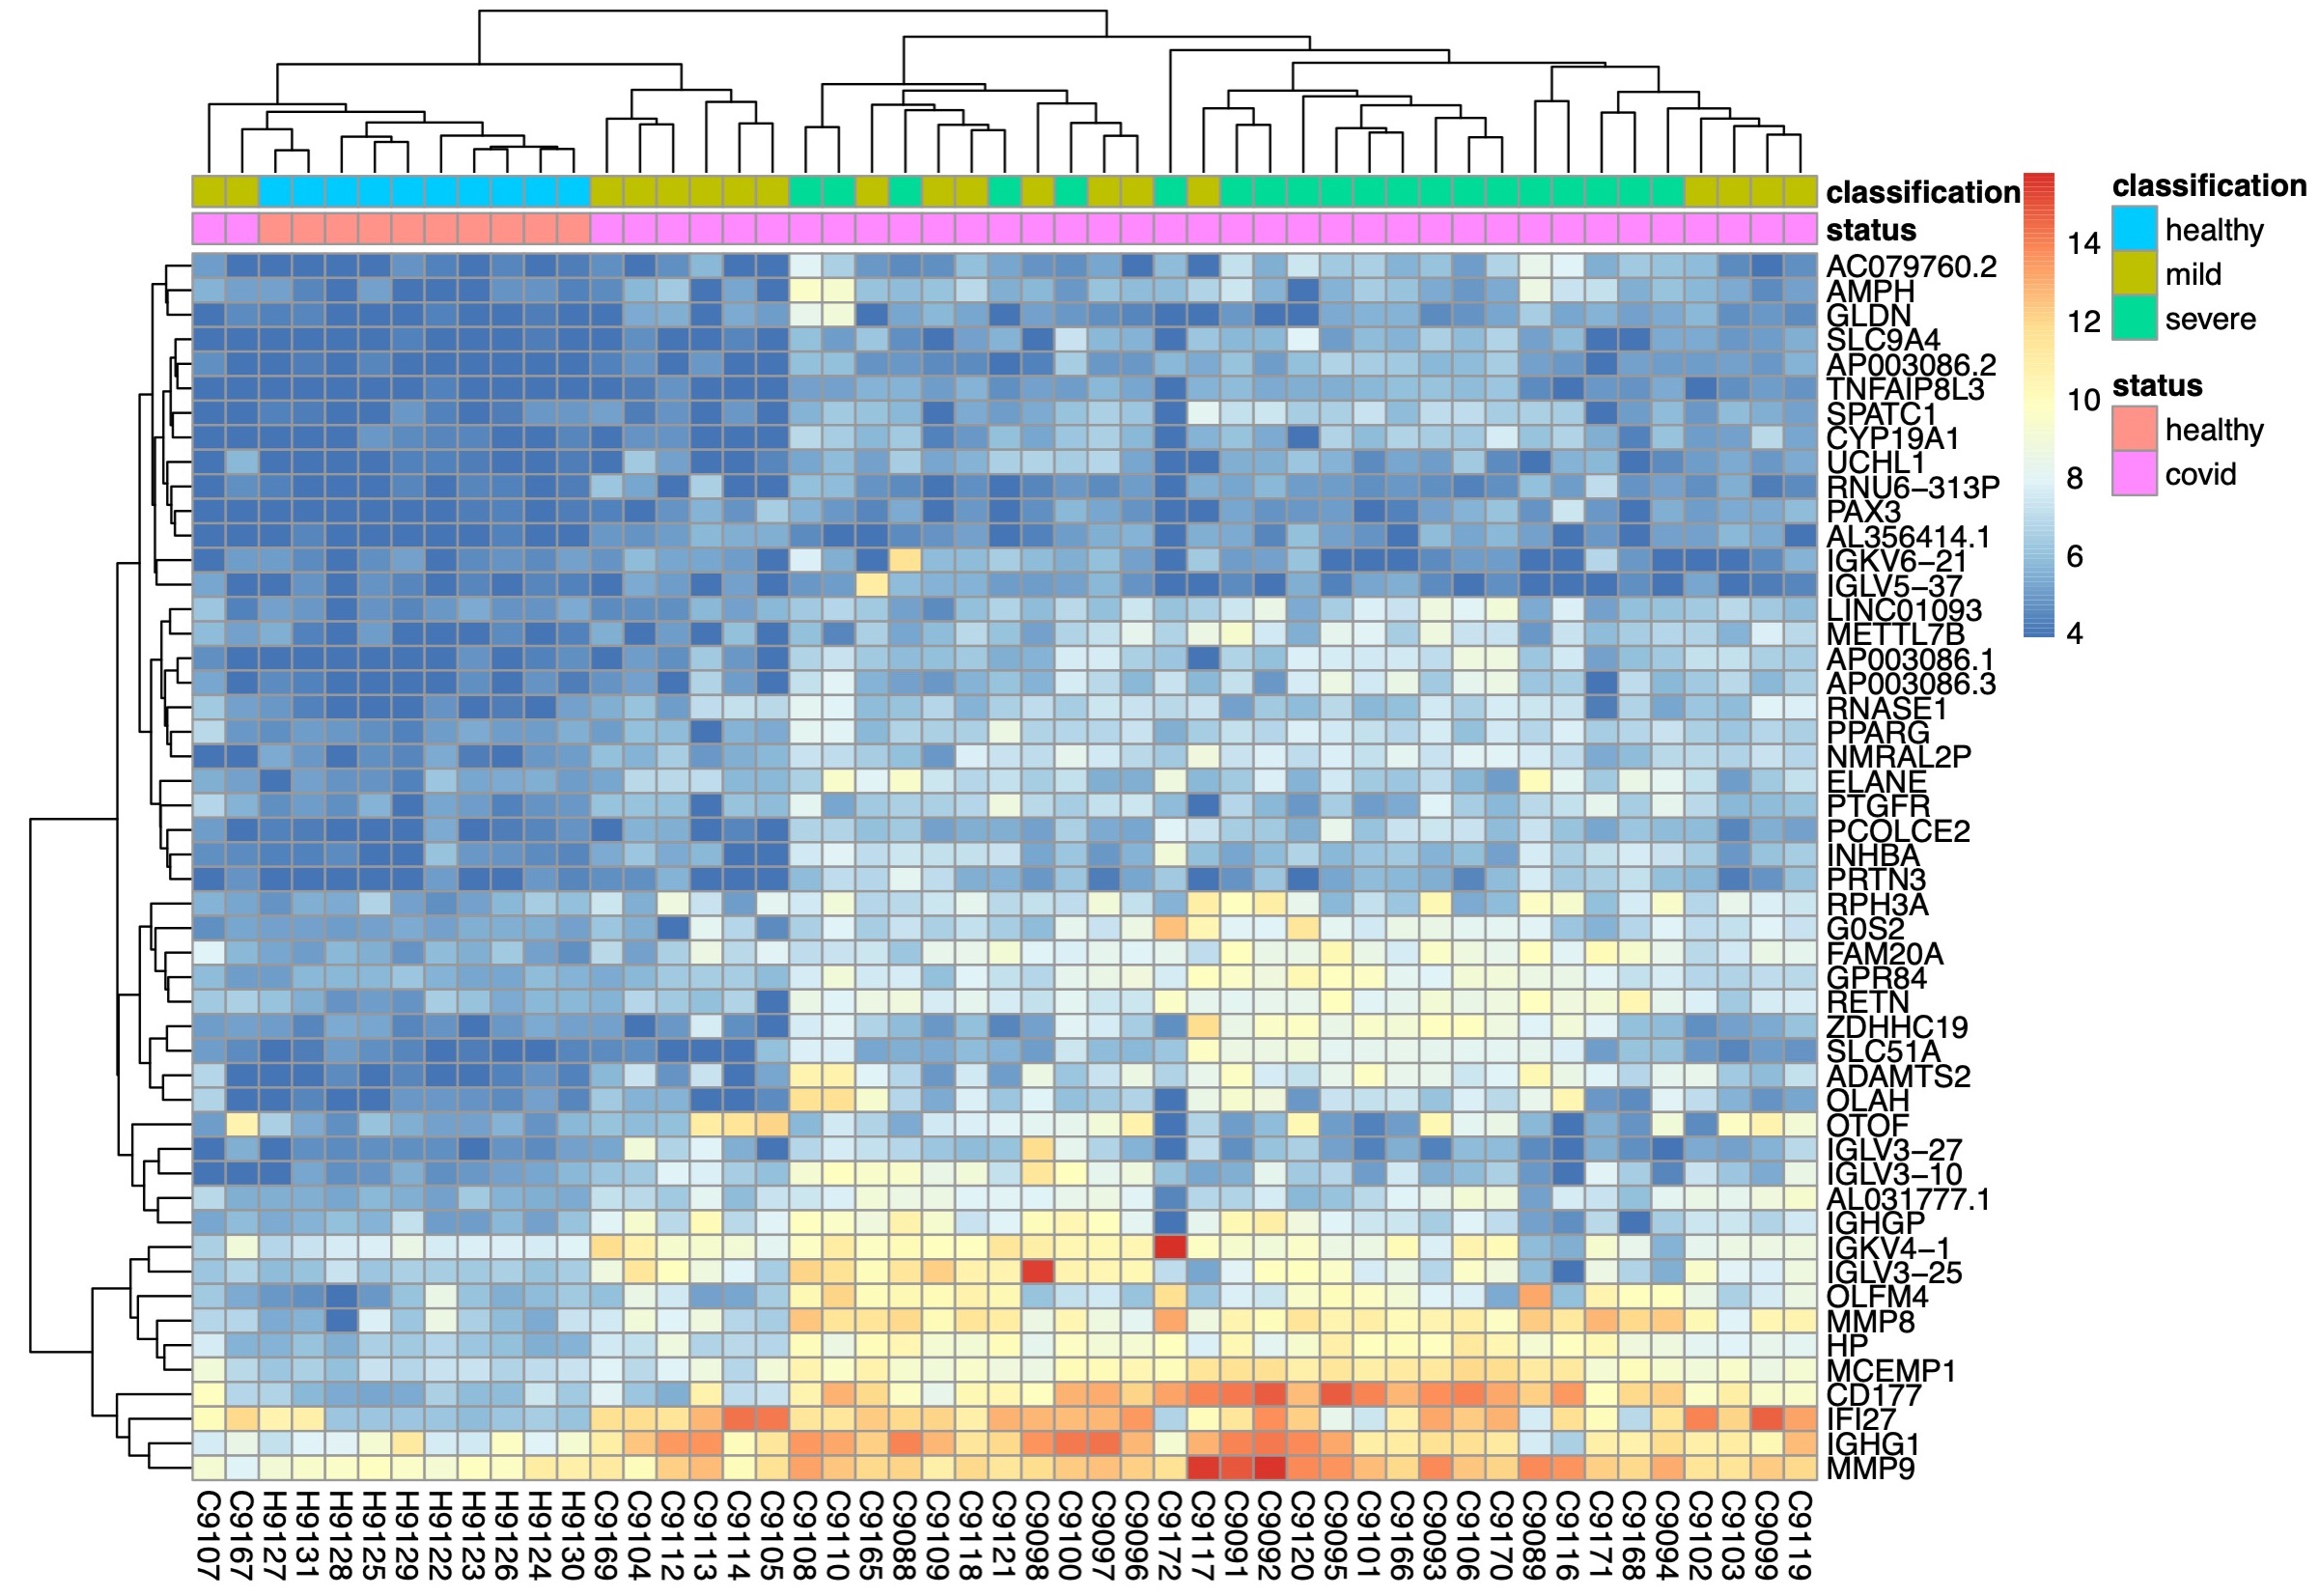 classification
status
AC079760.2
AMPH
GLDN
SLC9A4
AP003086.2
TNFAIP8L3
SPATC1
CYP19A1
UCHL1
RNU6−313P
PAX3
AL356414.1
IGKV6−21
IGLV5−37
LINC01093
METTL7B
AP003086.1
AP003086.3
RNASE1
PPARG
NMRAL2P
ELANE
PTGFR
PCOLCE2
INHBA
PRTN3
RPH3A
G0S2
FAM20A
GPR84
RETN
ZDHHC19
SLC51A
ADAMTS2
OLAH
OTOF
IGLV3−27
IGLV3−10
AL031777.1
IGHGP
IGKV4−1
IGLV3−25
OLFM4
MMP8
HP
MCEMP1
CD177
IFI27
IGHG1
MMP9
C9107
C9167
H9127
H9131
H9128
H9125
H9129
H9122
H9123
H9126
H9124
H9130
C9169
C9104
C9112
C9113
C9114
C9105
C9108
C9110
C9165
C9088
C9109
C9118
C9121
C9098
C9100
C9097
C9096
C9172
C9117
C9091
C9092
C9120
C9095
C9101
C9166
C9093
C9106
C9170
C9089
C9116
C9171
C9168
C9094
C9102
C9103
C9099
C9119
14
12
10
8
6
4
classification
healthy
mild
severe
status
healthy
covid